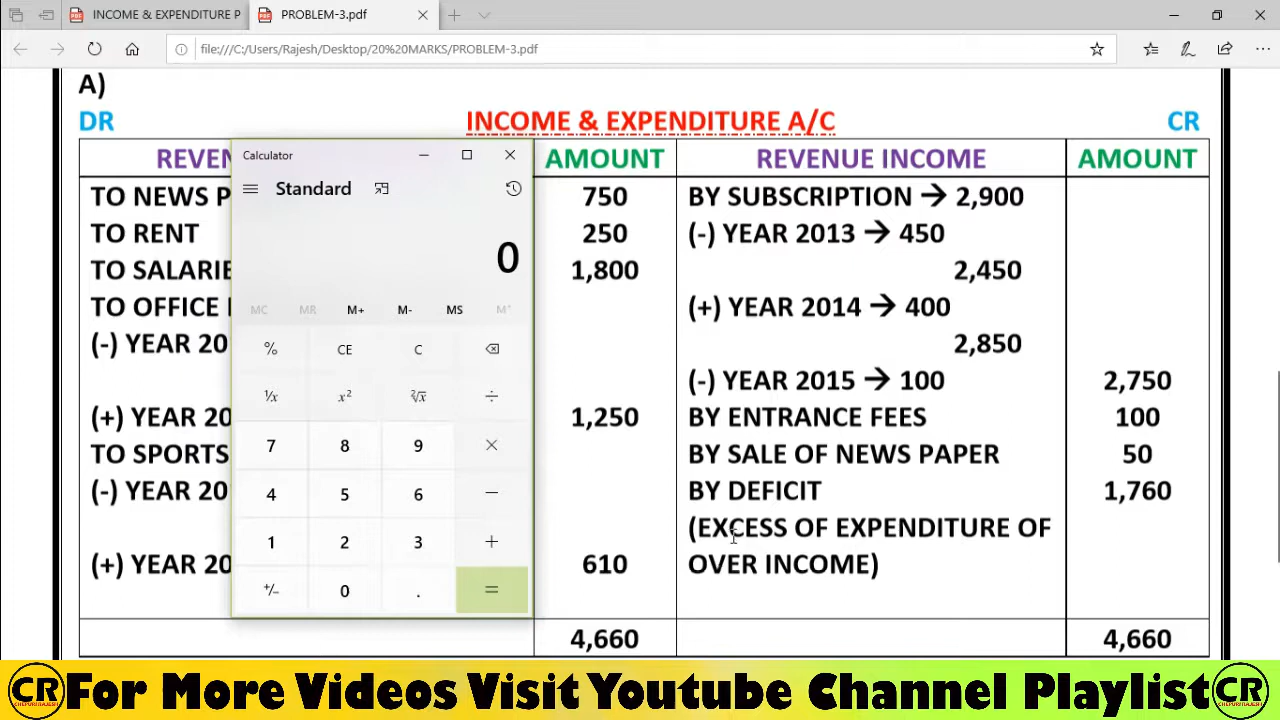 INCOME & EXPENDITURE P
PROBLEM-3.pdf
file:///C:/Users/Rajesh/Desktop/20%20MARKS/PROBLEM-3.pdf
A)
DR INCOME & EXPENDITURE A/C CR
REVEN AMOUNT REVENUE INCOME AMOUNT
TO NEWS P 750 BY SUBSCRIPTION → 2,900
TO RENT 250 (-) YEAR 2013 → 450
TO SALARIE 1,800 2,450
TO OFFICE (+) YEAR 2014 → 400
(-) YEAR 20 2,850
(-) YEAR 2015 → 100 2,750
(+) YEAR 20 1,250 BY ENTRANCE FEES 100
TO SPORTS BY SALE OF NEWS PAPER 50
(-) YEAR 20 BY DEFICIT 1,760
(EXCESS OF EXPENDITURE OF
(+) YEAR 20 610 OVER INCOME)
4,660 4,660
Calculator
Standard
0
MC MR M+ M- MS M˅
% CE C
¹/x x² ²√x ÷
7 8 9 ×
4 5 6 −
1 2 3 +
+/− 0 . =
CR For More Videos Visit Youtube Channel Playlist CR
CHEPURI RAJESH CHEPURI RAJESH